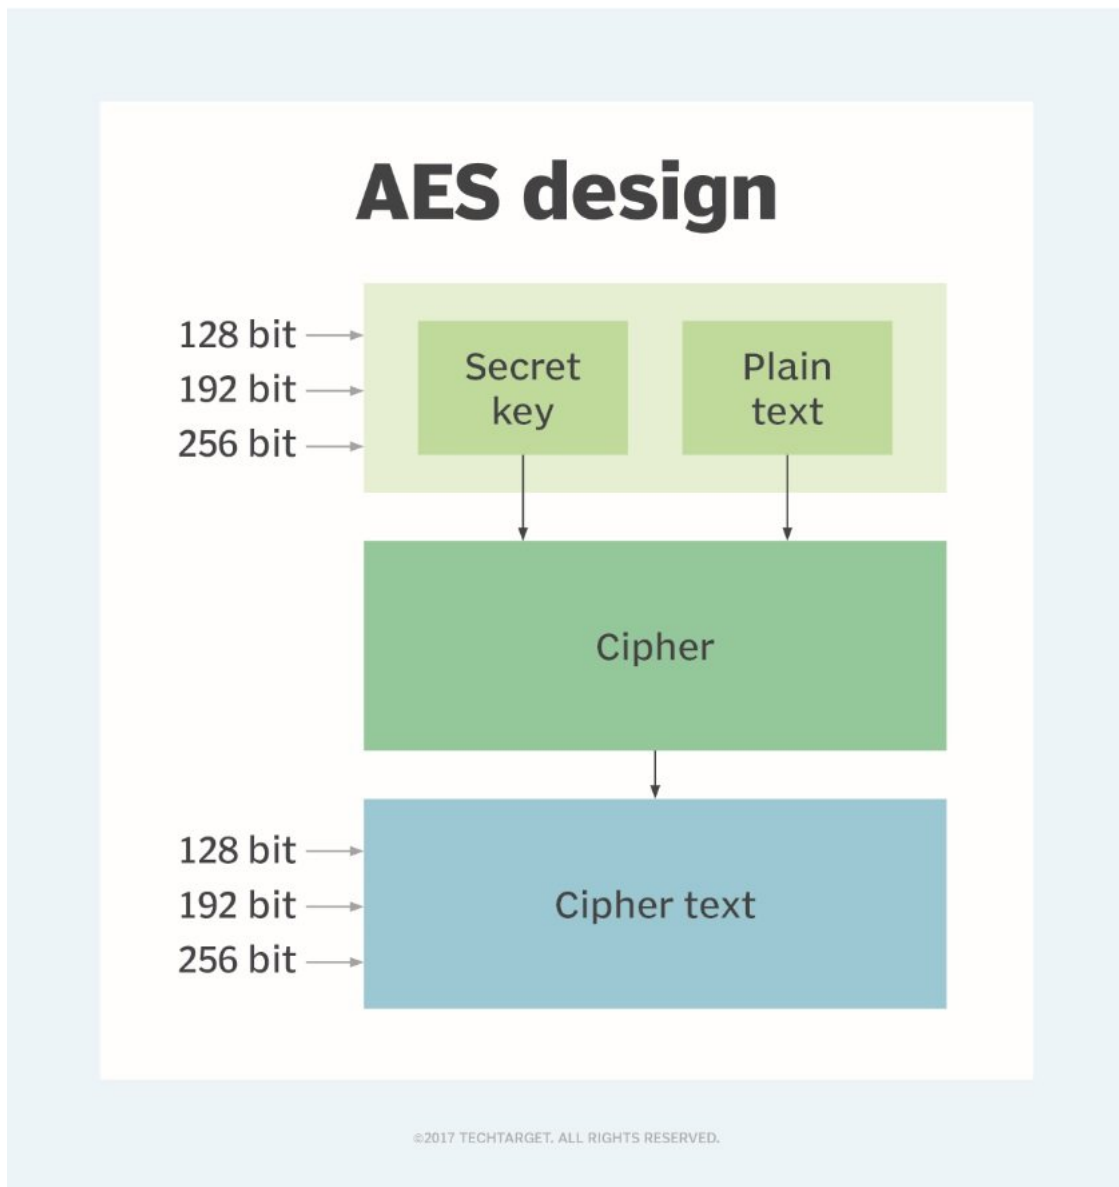 AES design
128 bit
192 bit
256 bit
Secret
key
Plain
text
Cipher
128 bit
192 bit
256 bit
Cipher text
©2017 TECHTARGET. ALL RIGHTS RESERVED.